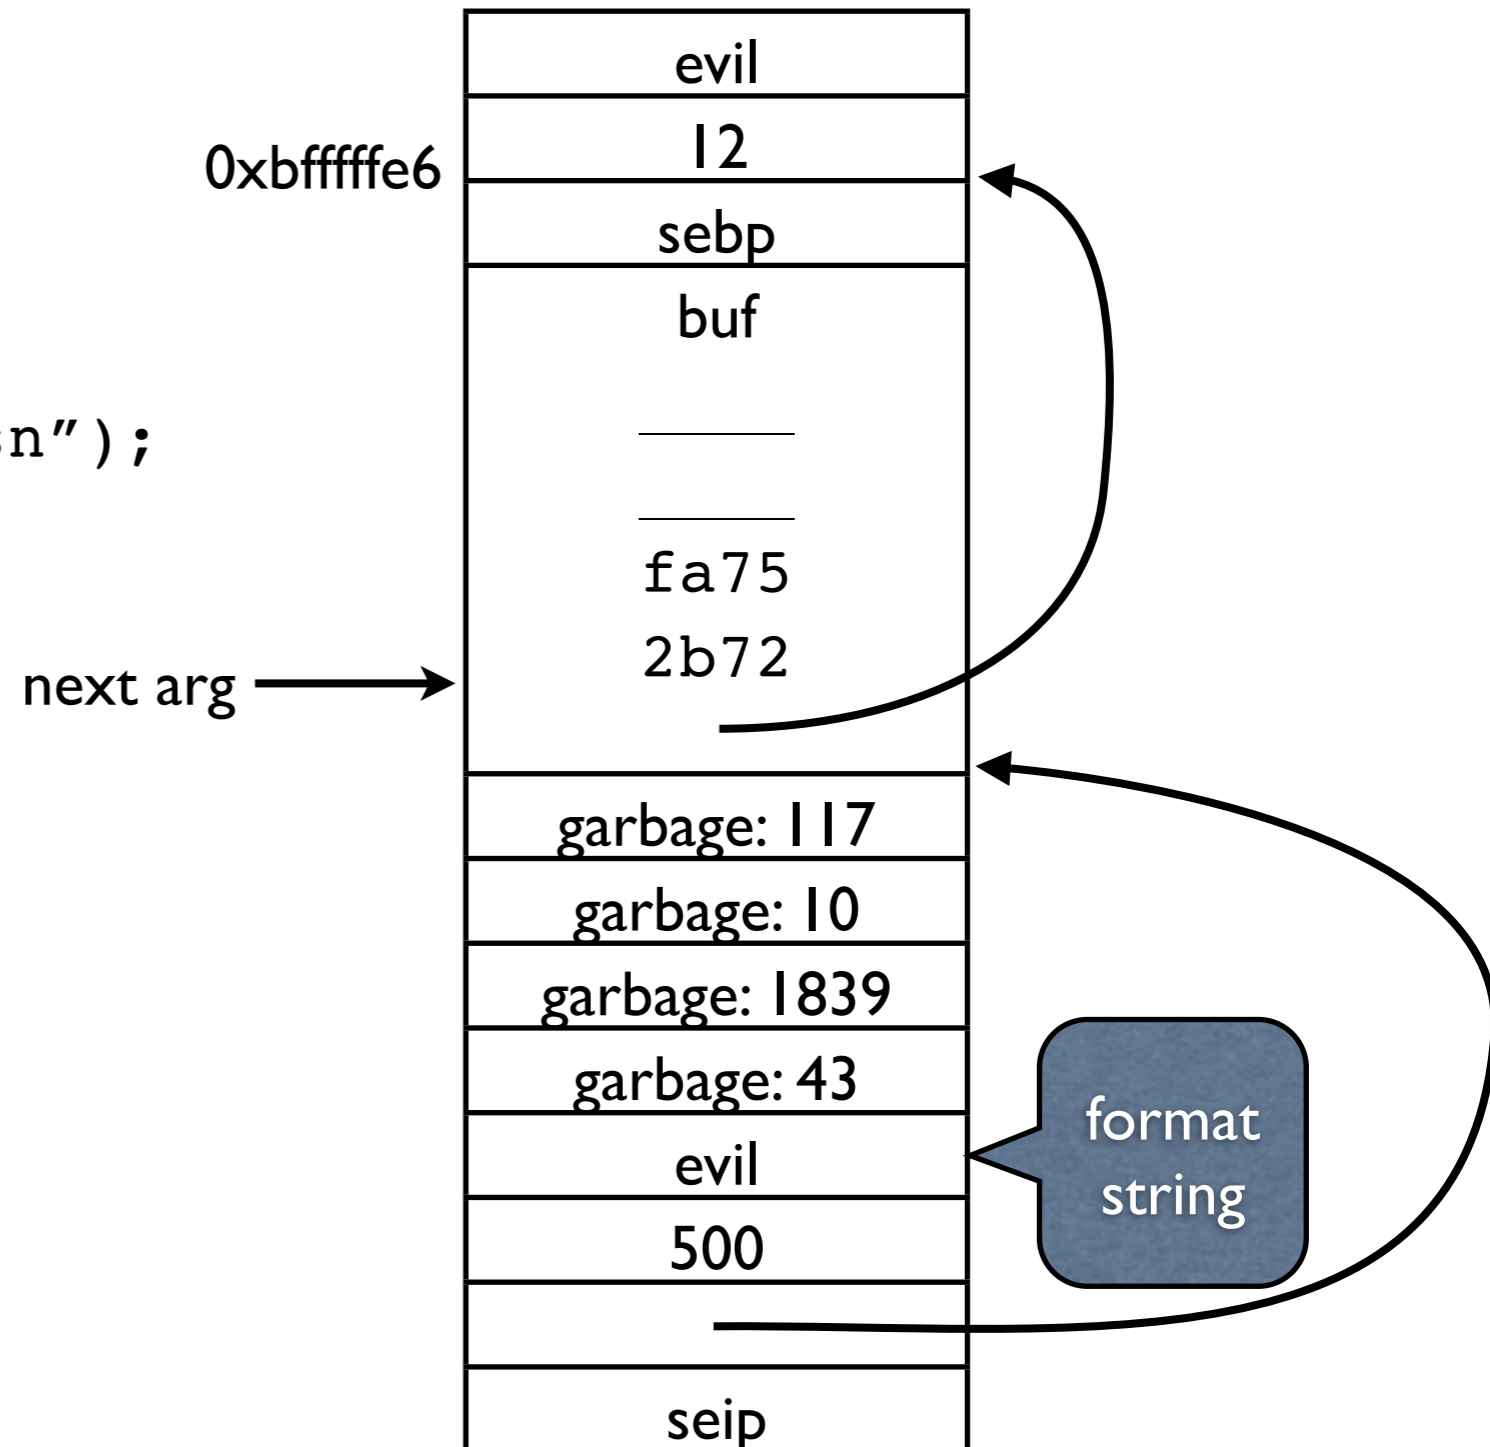 evil
0xbfffffe6
12
sebp
buf
sn”);
fa75
2b72
next arg
garbage: 117
garbage: 10
garbage: 1839
garbage: 43
format
string
evil
500
seip